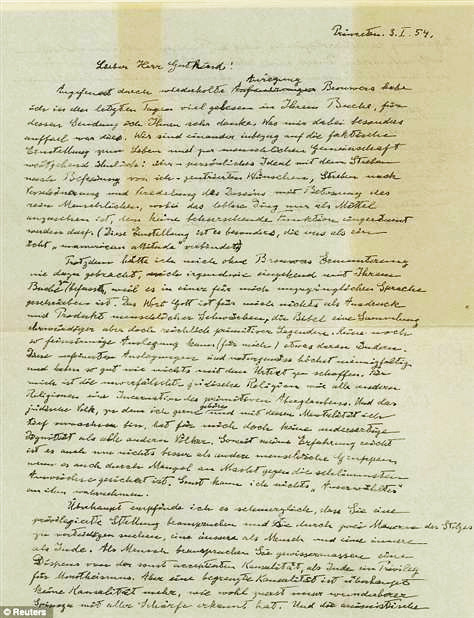 Princeton. 3. I. 54.
Lieber Herr Gutkind!
Anregung
Angefeuert durch wiederholte Brouwers habe
ich in den letzten Tagen viel gelesen in Ihrem Buche, für
dessen Sendung ich Ihnen sehr danke. Was mir dabei besonders
auffiel war dies. Wir sind einander inbezug auf die faktische
Einstellung zum Leben und zur menschlichen Gemeinschaft
weitgehend ähnlich: persönliches Ideal mit dem Streben
nach Befreiung von ich-zentrierten Wünschen, Streben nach
Verschönerung und Veredelung des Daseins mit Betonung des
rein Menschlichen, wobei das leblose Ding nur als Mittel
anzusehen ist, dem keine beherrschende Funktion eingeräumt
werden darf. (Diese Einstellung ist es besonders, die uns als ein
echt "unamerican attitude" verbindet)
Trotzdem hätte ich mich ohne Brouwers Ermunterung
nie dazu gebracht, mich irgendwie eingehend mit Ihrem
Buche zu befassen, weil es in einer für mich unzugänglichen Sprache
geschrieben ist. Das Wort Gott ist für mich nichts als Ausdruck
und Produkt menschlicher Schwächen, die Bibel eine Sammlung
ehrwürdiger aber doch reichlich primitiver Legenden. Keine noch
so feinsinnige Auslegung kann (für mich) etwas daran ändern.
Diese verfeinerten Auslegungen sind naturgemäss höchst mannigfaltig
und haben so gut wie nichts mit dem Urtext zu schaffen. Für
mich ist die unverfälschte jüdische Religion wie alle anderen
Religionen eine Incarnation des primitiven Aberglaubens. Und das
jüdische Volk, zu dem ich gerne gehöre und mit dessen Mentalität ich
tief verwachsen bin, hat für mich doch keine andersartige
Dignität als alle anderen Völker. Soweit meine Erfahrung reicht
ist es auch um nichts besser als andere menschliche Gruppen,
wenn es auch durch Mangel an Macht gegen die schlimmsten
Auswüchse gesichert ist. Sonst kann ich nichts "Auserwähltes"
an ihm wahrnehmen.
Überhaupt empfinde ich es schmerzlich, dass Sie eine
privilegierte Stellung beanspruchen und sie durch zwei Mauern des Stolzes
zu verteidigen suchen, eine äussere als Mensch und eine innere
als Jude. Als Mensch beanspruchen Sie gewissermassen einen
Dispens von der sonst acceptierten Kausalität, als Jude ein Privileg
für Monotheismus. Aber eine begrenzte Kausalität ist überhaupt
keine Kausalität mehr, wie wohl zuerst unser wunderbarer
Spinoza mit aller Schärfe erkannt hat. Und die animistische
© Reuters